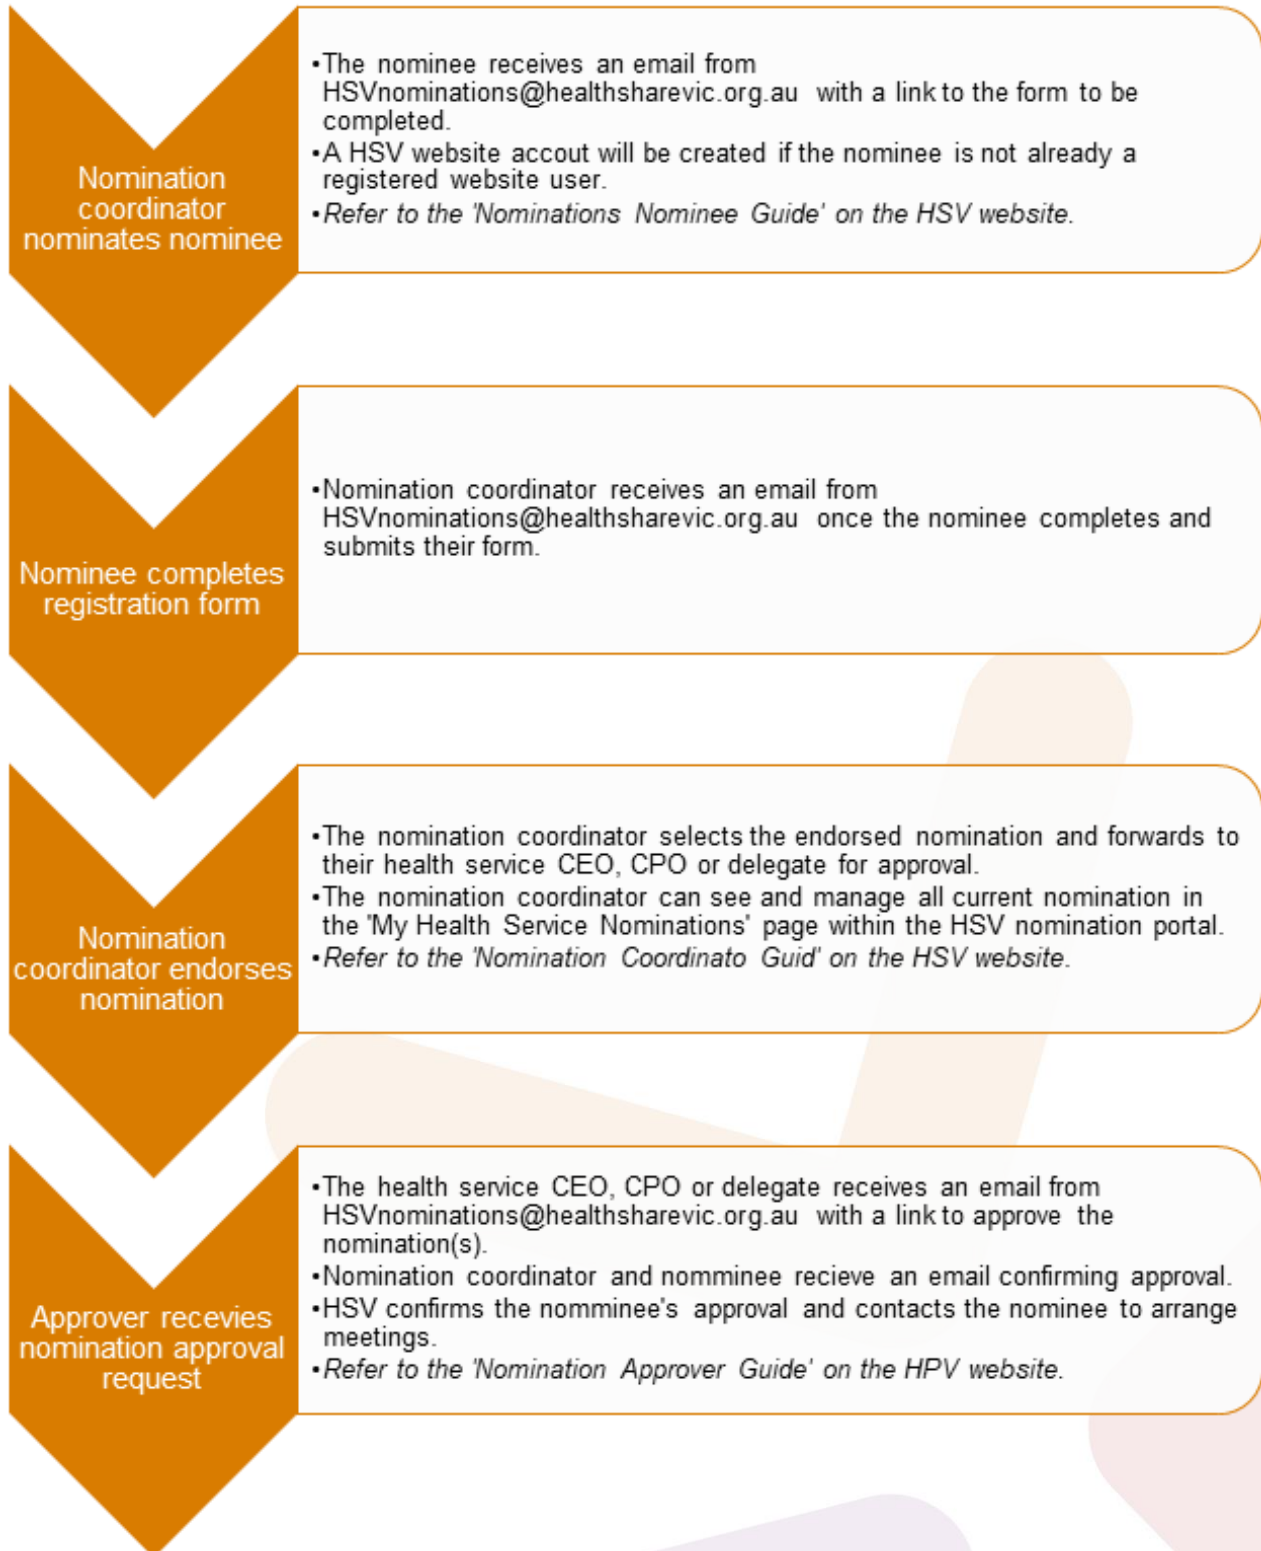 Nomination
coordinator
nominates nominee
•The nominee receives an email from
HSVnominations@healthsharevic.org.au with a link to the form to be
completed.
•A HSV website accout will be created if the nominee is not already a
registered website user.
•Refer to the 'Nominations Nominee Guide' on the HSV website.
Nominee completes
registration form
•Nomination coordinator receives an email from
HSVnominations@healthsharevic.org.au once the nominee completes and
submits their form.
Nomination
coordinator endorses
nomination
•The nomination coordinator selects the endorsed nomination and forwards to
their health service CEO, CPO or delegate for approval.
•The nomination coordinator can see and manage all current nomination in
the 'My Health Service Nominations' page within the HSV nomination portal.
•Refer to the 'Nomination Coordinato Guid' on the HSV website.
Approver recevies
nomination approval
request
•The health service CEO, CPO or delegate receives an email from
HSVnominations@healthsharevic.org.au with a link to approve the
nomination(s).
•Nomination coordinator and nomminee recieve an email confirming approval.
•HSV confirms the nomminee's approval and contacts the nominee to arrange
meetings.
•Refer to the 'Nomination Approver Guide' on the HPV website.